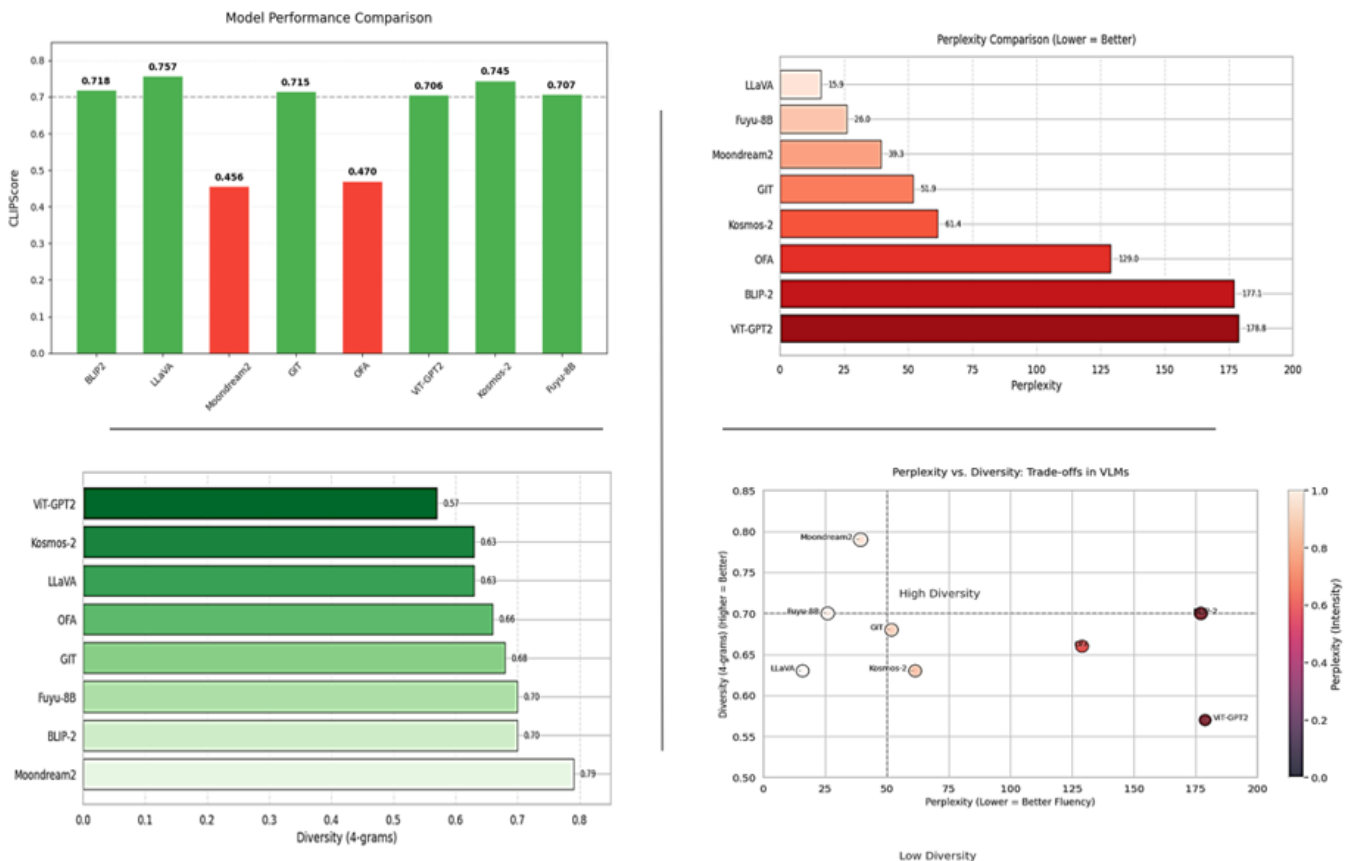 Model Performance Comparison
CLIPScore
0.8
0.7
0.6
0.5
0.4
0.3
0.2
0.1
0.0
0.718
0.757
0.456
0.715
0.470
0.706
0.745
0.707
BLIP2
LLaVA
Moondream2
GIT
OFA
ViT-GPT2
Kosmos-2
Fuyu-8B
Perplexity Comparison (Lower = Better)
LLaVA 15.9
Fuyu-8B 26.0
Moondream2 39.3
GIT 51.9
Kosmos-2 61.4
OFA 129.0
BLIP-2 177.1
ViT-GPT2 178.8
0 25 50 75 100 125 150 175 200
Perplexity
ViT-GPT2 0.57
Kosmos-2 0.63
LLaVA 0.63
OFA 0.66
GIT 0.68
Fuyu-8B 0.70
BLIP-2 0.70
Moondream2 0.79
0.0 0.1 0.2 0.3 0.4 0.5 0.6 0.7 0.8
Diversity (4-grams)
Perplexity vs. Diversity: Trade-offs in VLMs
Diversity (4-grams) (Higher = Better)
0.85
0.80
0.75
0.70
0.65
0.60
0.55
0.50
Moondream2
High Diversity
Fuyu-8B
GIT
LLaVA
Kosmos-2
ViT-GPT2
0 25 50 75 100 125 150 175 200
Perplexity (Lower = Better Fluency)
1.0
0.8
0.6
0.4
0.2
0.0
Perplexity (Intensity)
Low Diversity